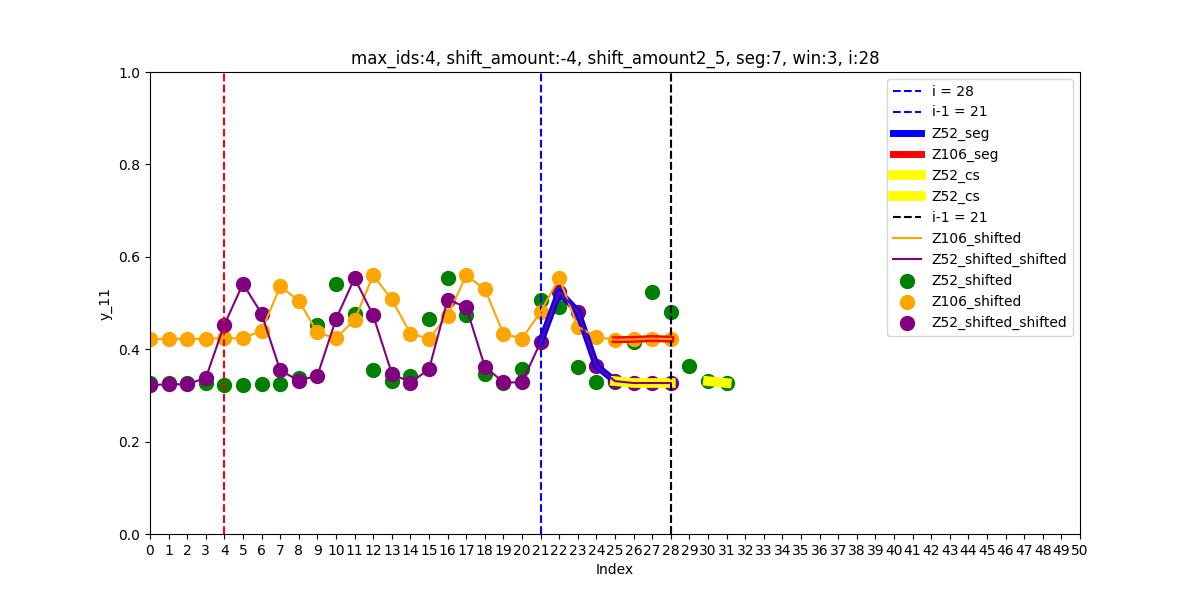 max_ids:4, shift_amount:-4, shift_amount2_5, seg:7, win:3, i:28
1.0
0.8
0.6
0.4
0.2
0.0
y_11
i = 28
i-1 = 21
Z52_seg
Z106_seg
Z52_cs
Z52_cs
i-1 = 21
Z106_shifted
Z52_shifted_shifted
Z52_shifted
Z106_shifted
Z52_shifted_shifted
0 1 2 3 4 5 6 7 8 9 10 11 12 13 14 15 16 17 18 19 20 21 22 23 24 25 26 27 28 29 30 31 32 33 34 35 36 37 38 39 40 41 42 43 44 45 46 47 48 49 50
Index